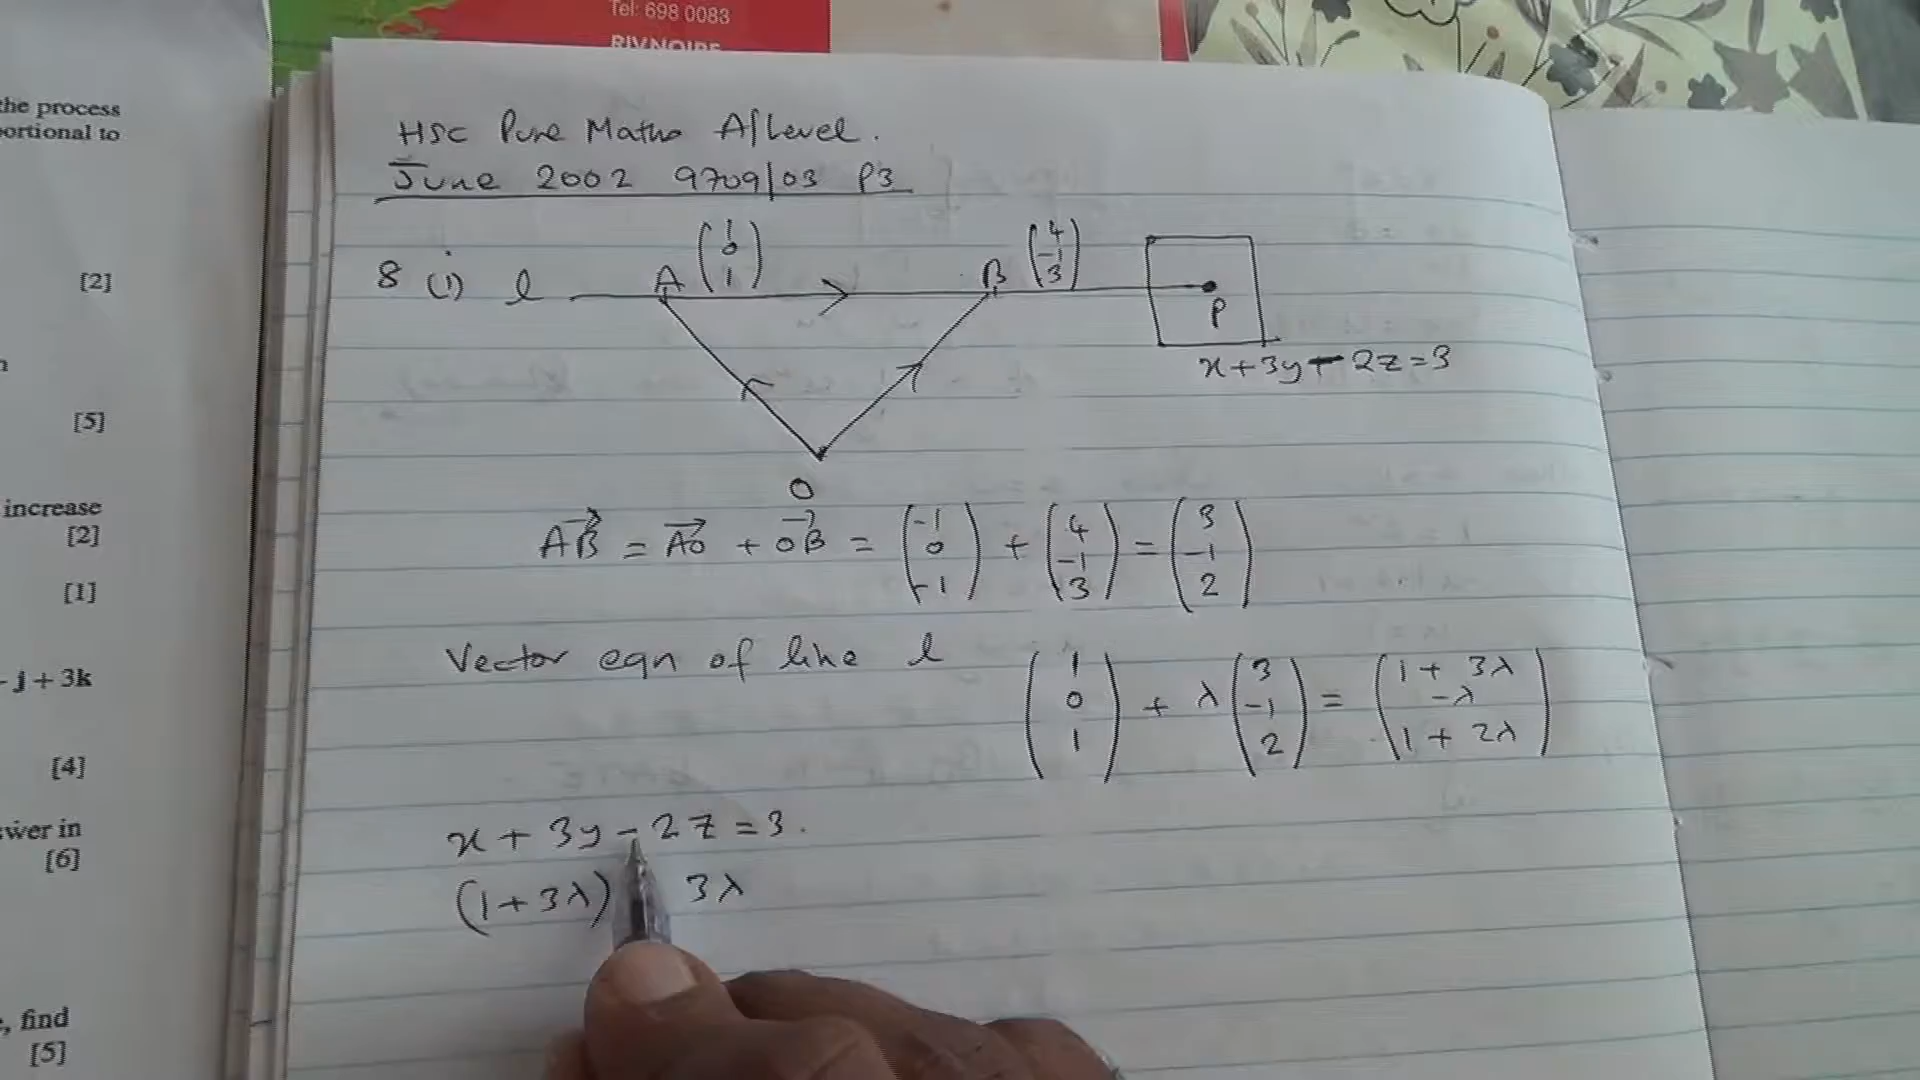 Tel: 698 0083
RIVNOIRE
the process
portional to
[2]
[5]
increase
[2]
[1]
- j + 3k
[4]
swer in
[6]
, find
[5]
HSC Pure Maths A/Level.
June 2002 9709/03 P3
8 (i) l A (1 0 1) B (4 -1 3) P
x+3y-2z=3
O
AB = AO + OB = (-1 0 -1) + (4 -1 3) = (3 -1 2)
Vector eqn of line l (1 0 1) + λ (3 -1 2) = (1 + 3λ -λ 1 + 2λ)
x + 3y - 2z = 3.
(1+3λ) 3λ